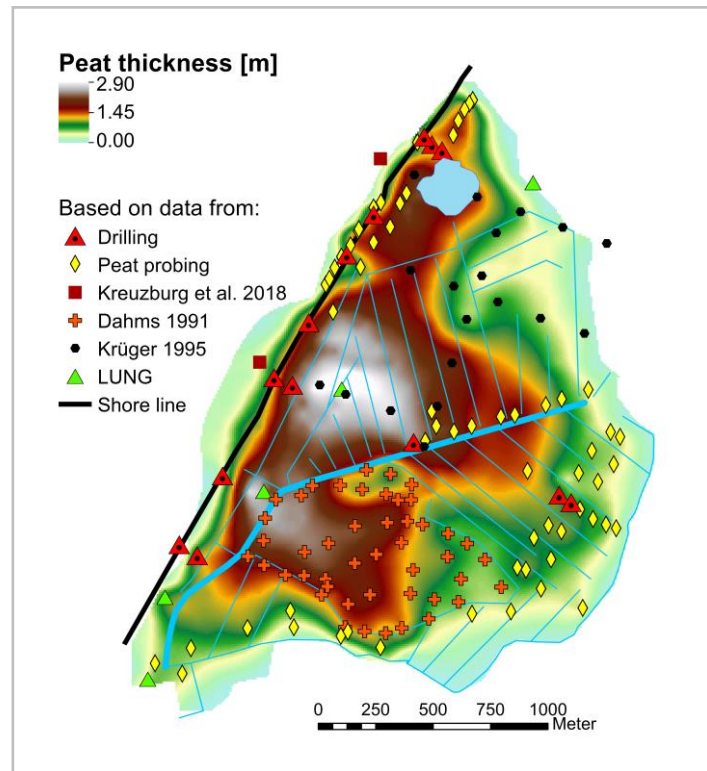 Peat thickness [m]
2.90
1.45
0.00
Based on data from:
Drilling
Peat probing
Kreuzburg et al. 2018
Dahms 1991
Krüger 1995
LUNG
Shore line
0 250 500 750 1000
Meter